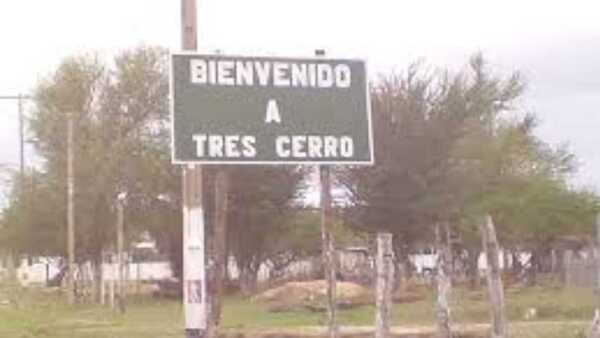 BIENVENIDO
A
TRES CERRO